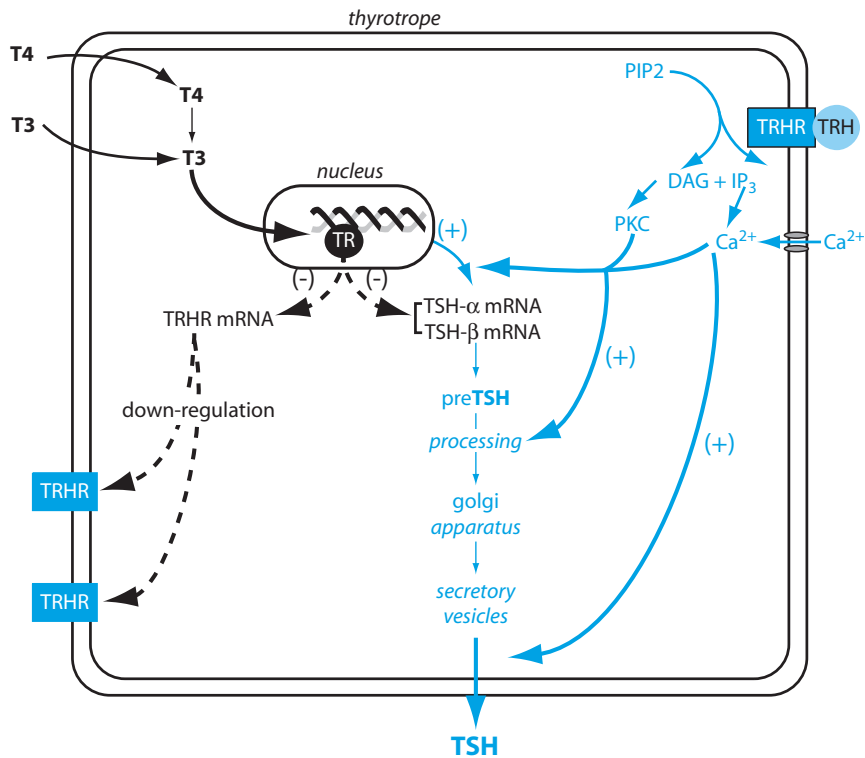 thyrotrope
T4
T4
PIP2
TRHR
TRH
T3
T3
nucleus
DAG + IP₃
TR
(+)
PKC
Ca²⁺
Ca²⁺
(-)
(-)
TRHR mRNA
TSH-α mRNA
TSH-β mRNA
(+)
preTSH
down-regulation
processing
(+)
TRHR
golgi
apparatus
TRHR
secretory
vesicles
TSH